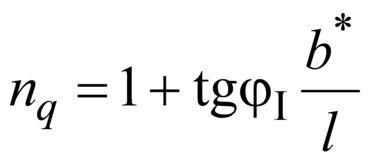 n_q = 1 + tgφ_I b*/l